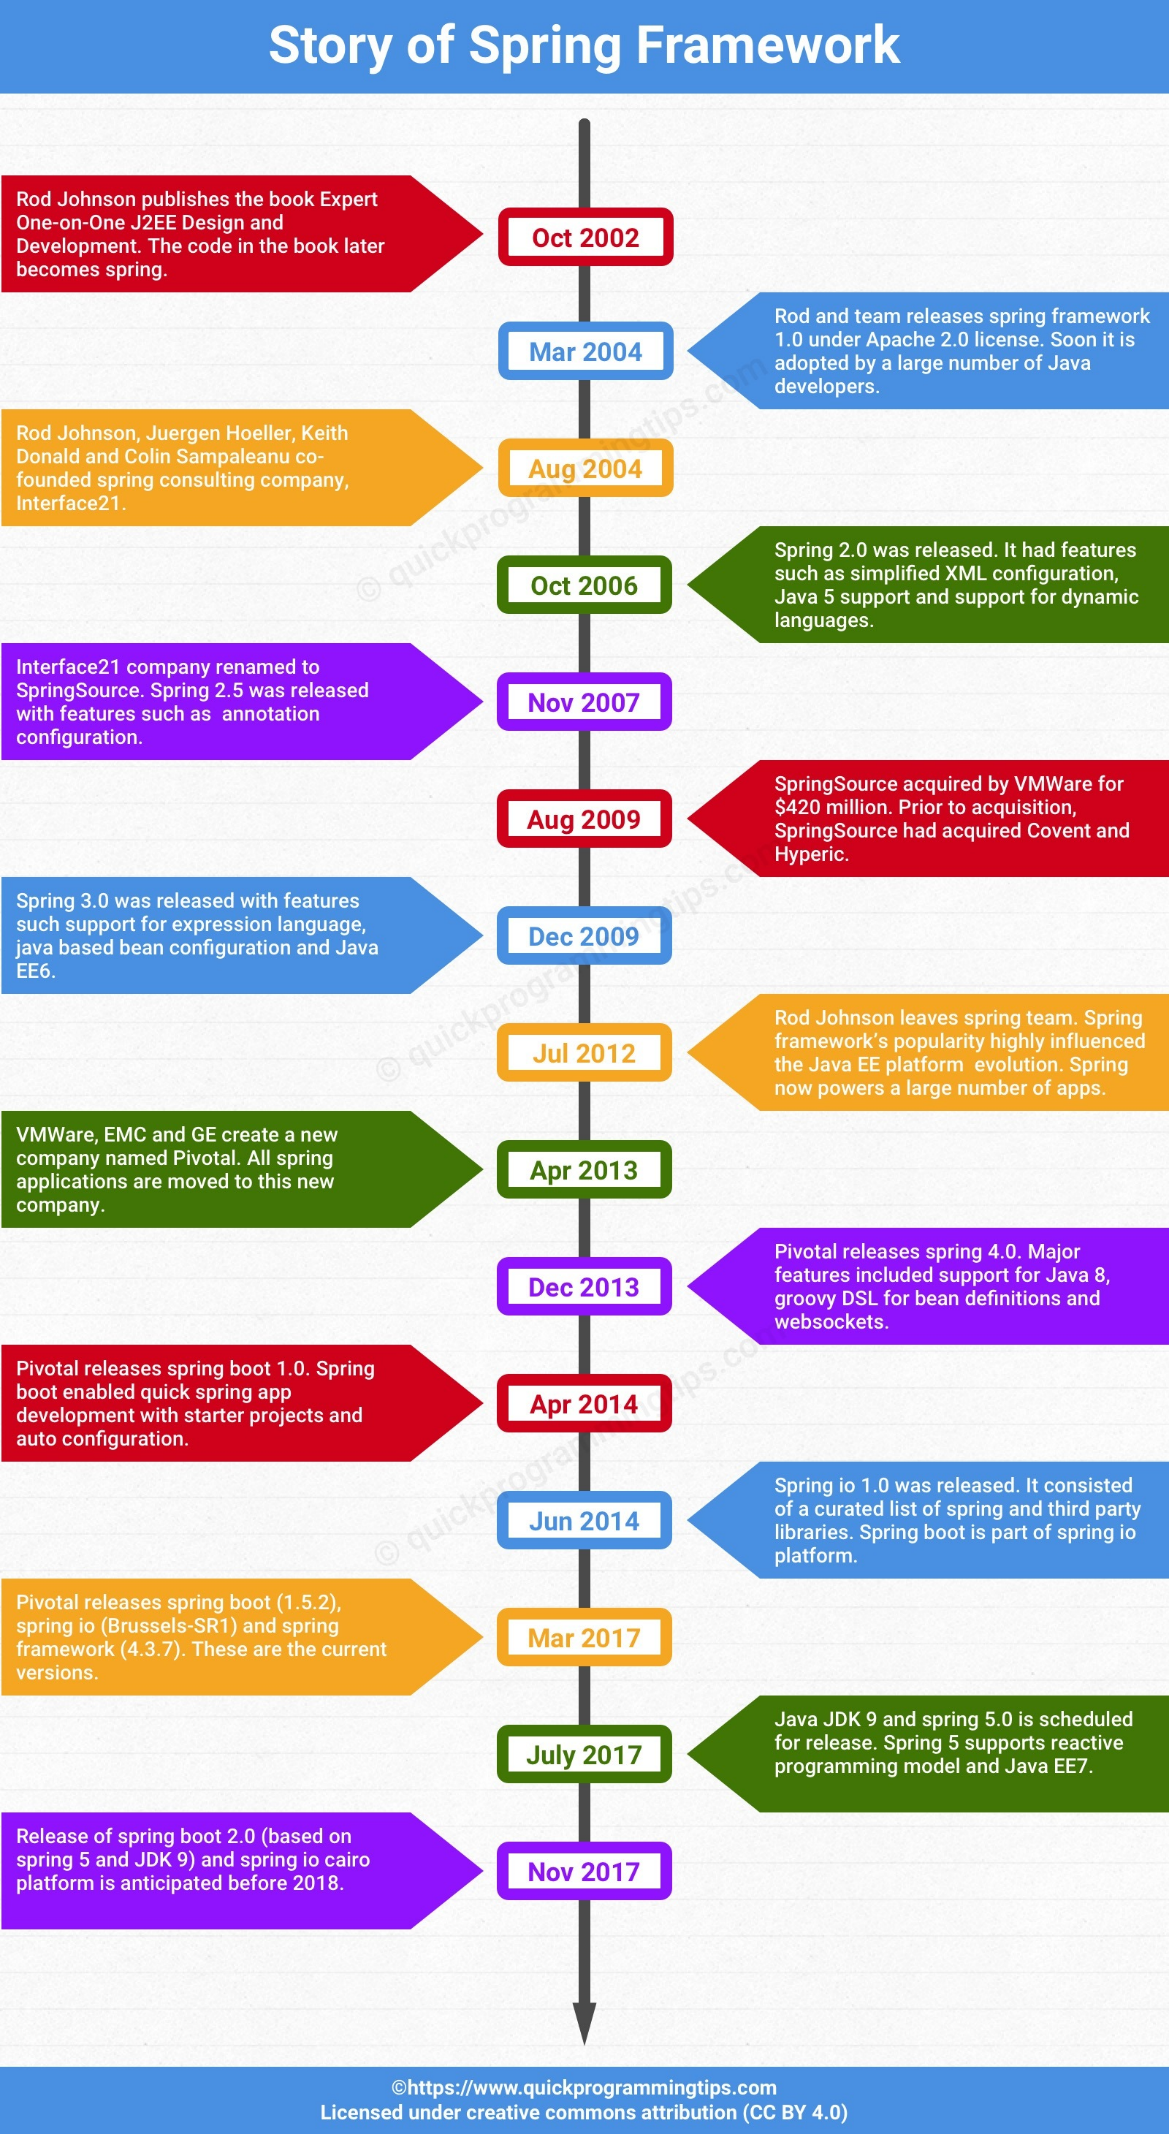 Story of Spring Framework
Rod Johnson publishes the book Expert
One-on-One J2EE Design and
Development. The code in the book later
becomes spring.
Oct 2002
Rod and team releases spring framework
1.0 under Apache 2.0 license. Soon it is
adopted by a large number of Java
developers.
Mar 2004
Rod Johnson, Juergen Hoeller, Keith
Donald and Colin Sampaleanu co-
founded spring consulting company,
Interface21.
Aug 2004
© quickprogrammingtips.com
Spring 2.0 was released. It had features
such as simplified XML configuration,
Java 5 support and support for dynamic
languages.
Oct 2006
Interface21 company renamed to
SpringSource. Spring 2.5 was released
with features such as  annotation
configuration.
Nov 2007
SpringSource acquired by VMWare for
$420 million. Prior to acquisition,
SpringSource had acquired Covent and
Hyperic.
Aug 2009
Spring 3.0 was released with features
such support for expression language,
java based bean configuration and Java
EE6.
Dec 2009
© quickprogrammingtips.com
Rod Johnson leaves spring team. Spring
framework's popularity highly influenced
the Java EE platform  evolution. Spring
now powers a large number of apps.
Jul 2012
VMWare, EMC and GE create a new
company named Pivotal. All spring
applications are moved to this new
company.
Apr 2013
Pivotal releases spring 4.0. Major
features included support for Java 8,
groovy DSL for bean definitions and
websockets.
Dec 2013
Pivotal releases spring boot 1.0. Spring
boot enabled quick spring app
development with starter projects and
auto configuration.
Apr 2014
© quickprogrammingtips.com
Spring io 1.0 was released. It consisted
of a curated list of spring and third party
libraries. Spring boot is part of spring io
platform.
Jun 2014
Pivotal releases spring boot (1.5.2),
spring io (Brussels-SR1) and spring
framework (4.3.7). These are the current
versions.
Mar 2017
Java JDK 9 and spring 5.0 is scheduled
for release. Spring 5 supports reactive
programming model and Java EE7.
July 2017
Release of spring boot 2.0 (based on
spring 5 and JDK 9) and spring io cairo
platform is anticipated before 2018.
Nov 2017
©https://www.quickprogrammingtips.com
Licensed under creative commons attribution (CC BY 4.0)